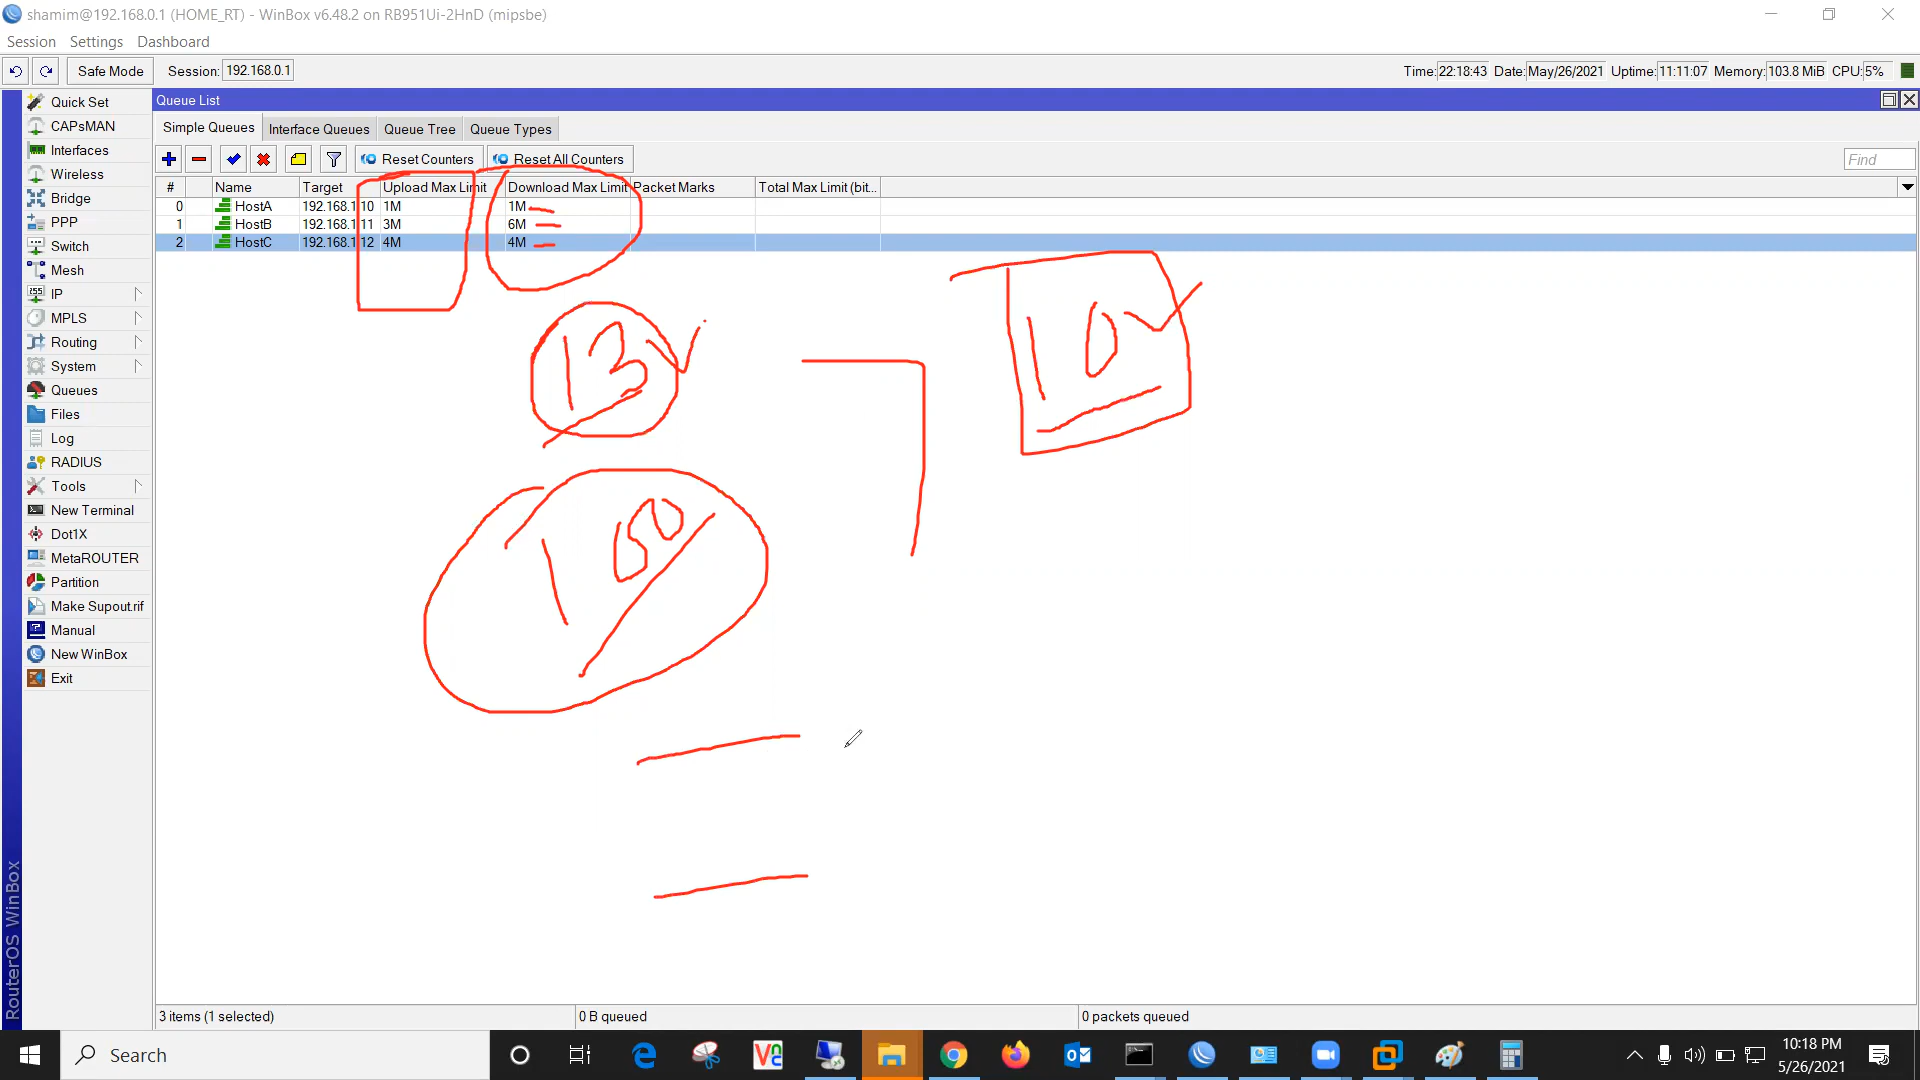 shamim@192.168.0.1 (HOME_RT) - WinBox v6.48.2 on RB951Ui-2HnD (mipsbe)
Session Settings Dashboard
Safe Mode Session: 192.168.0.1 Time: 22:18:43 Date: May/26/2021 Uptime: 11:11:07 Memory: 103.8 MiB CPU: 5%
Queue List
Simple Queues Interface Queues Queue Tree Queue Types
Reset Counters Reset All Counters Find
# Name Target Upload Max Limit Download Max Limit Packet Marks Total Max Limit (bit...
0 HostA 192.168.1.10 1M 1M
1 HostB 192.168.1.11 3M 6M
2 HostC 192.168.1.12 4M 4M
13
10
100
Quick Set
CAPsMAN
Interfaces
Wireless
Bridge
PPP
Switch
Mesh
IP
MPLS
Routing
System
Queues
Files
Log
RADIUS
Tools
New Terminal
Dot1X
MetaROUTER
Partition
Make Supout.rif
Manual
New WinBox
Exit
RouterOS WinBox
3 items (1 selected) 0 B queued 0 packets queued
Search
10:18 PM
5/26/2021